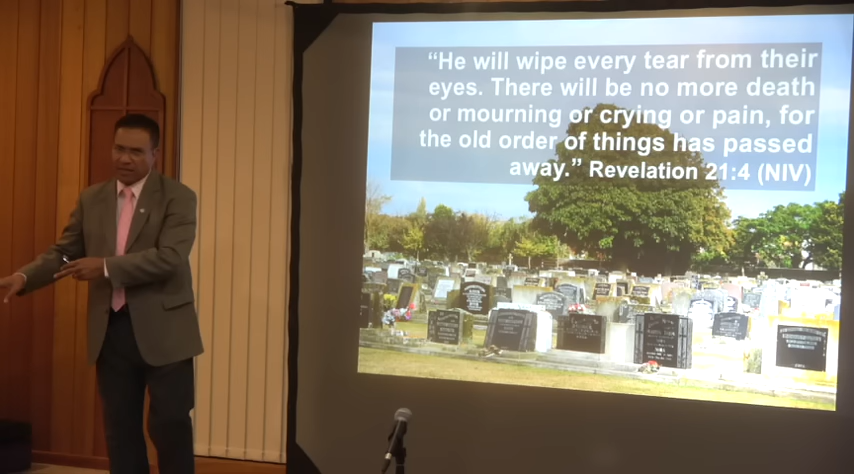 “He will wipe every tear from their
eyes. There will be no more death
or mourning or crying or pain, for
the old order of things has passed
away.” Revelation 21:4 (NIV)